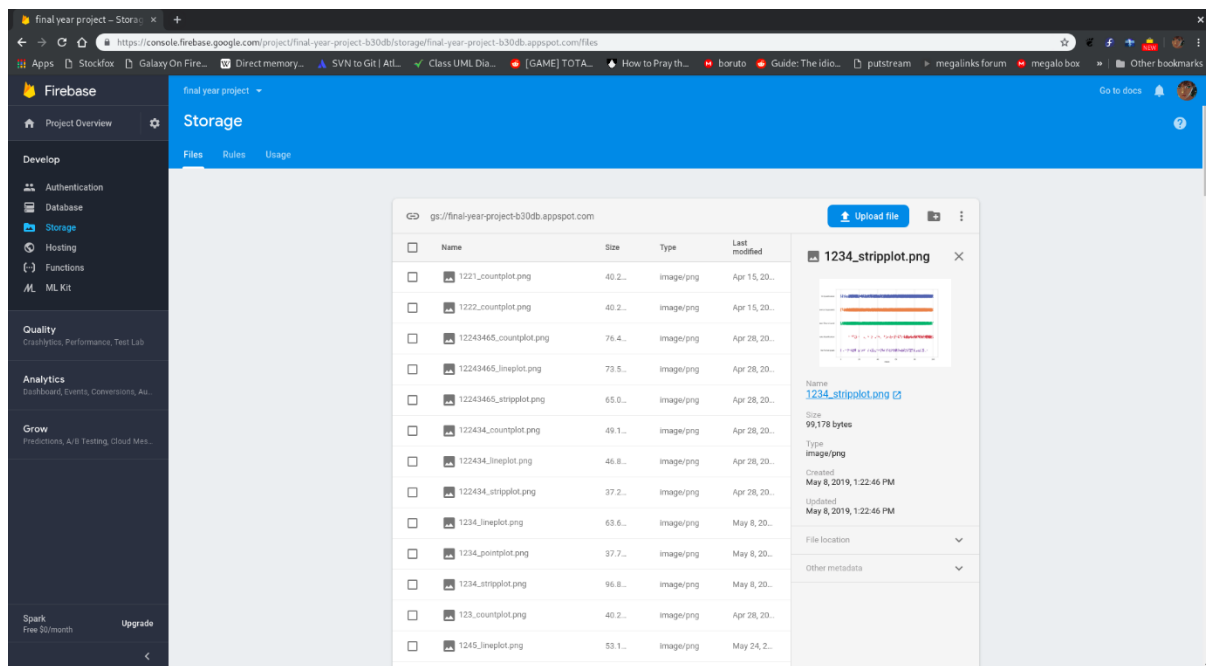 final year project – Storag × +
https://console.firebase.google.com/project/final-year-project-b30db/storage/final-year-project-b30db.appspot.com/files
NEW
Apps Stockfox Galaxy On Fire... Direct memory... SVN to Git | Atl... Class UML Dia... [GAME] TOTA... How to Pray th... boruto Guide: The idio... putstream megalinks forum megalo box » Other bookmarks
Firebase
final year project
Go to docs
Project Overview
Storage
Files Rules Usage
Develop
Authentication
Database
Storage
Hosting
Functions
ML Kit
Quality
Crashlytics, Performance, Test Lab
Analytics
Dashboard, Events, Conversions, Au...
Grow
Predictions, A/B Testing, Cloud Mes...
Spark
Free $0/month
Upgrade
gs://final-year-project-b30db.appspot.com
Upload file
Name Size Type Last modified
1221_countplot.png 40.2... image/png Apr 15, 20...
1222_countplot.png 40.2... image/png Apr 15, 20...
12243465_countplot.png 76.4... image/png Apr 28, 20...
12243465_lineplot.png 73.5... image/png Apr 28, 20...
12243465_stripplot.png 65.0... image/png Apr 28, 20...
122434_countplot.png 49.1... image/png Apr 28, 20...
122434_lineplot.png 46.8... image/png Apr 28, 20...
122434_stripplot.png 37.2... image/png Apr 28, 20...
1234_lineplot.png 63.6... image/png May 8, 20...
1234_pointplot.png 37.7... image/png May 8, 20...
1234_stripplot.png 96.8... image/png May 8, 20...
123_countplot.png 40.2... image/png Apr 28, 20...
1245_lineplot.png 53.1... image/png May 24, 2...
1234_stripplot.png
Name
1234_stripplot.png
Size
99,178 bytes
Type
image/png
Created
May 8, 2019, 1:22:46 PM
Updated
May 8, 2019, 1:22:46 PM
File location
Other metadata